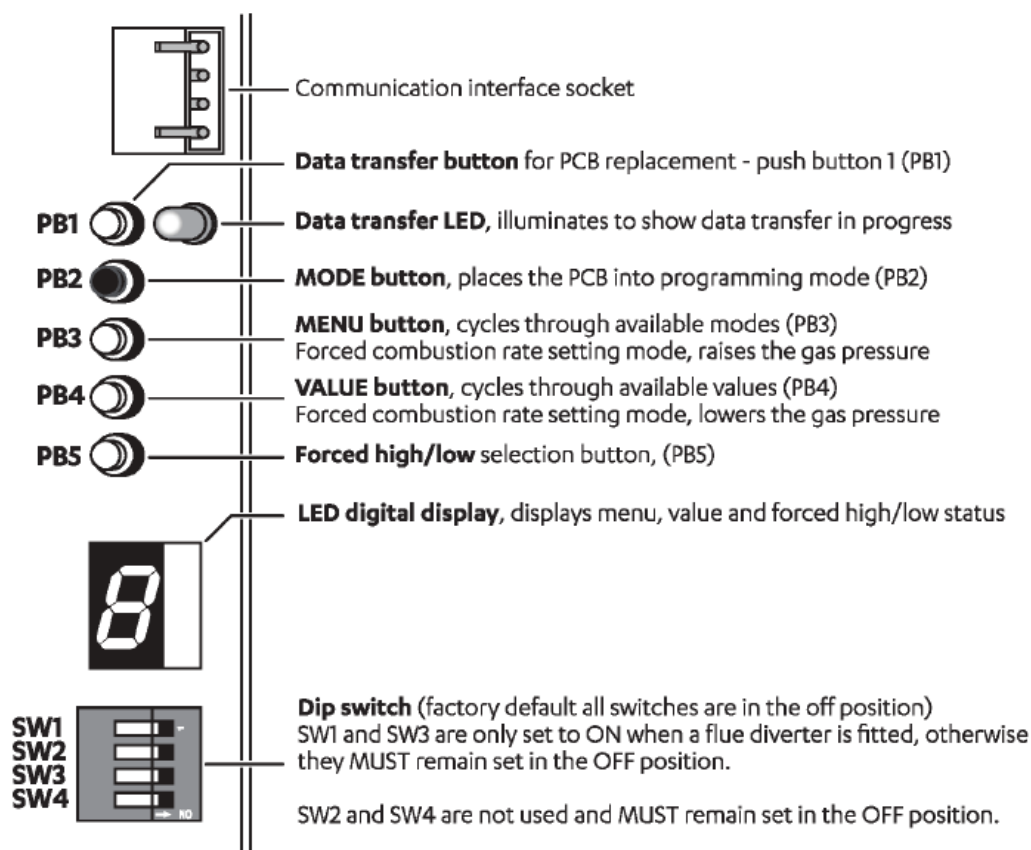 Communication interface socket
Data transfer button for PCB replacement - push button 1 (PB1)
PB1
Data transfer LED, illuminates to show data transfer in progress
PB2
MODE button, places the PCB into programming mode (PB2)
PB3
MENU button, cycles through available modes (PB3)
Forced combustion rate setting mode, raises the gas pressure
PB4
VALUE button, cycles through available values (PB4)
Forced combustion rate setting mode, lowers the gas pressure
PB5
Forced high/low selection button, (PB5)
LED digital display, displays menu, value and forced high/low status
8
Dip switch (factory default all switches are in the off position)
SW1
SW1 and SW3 are only set to ON when a flue diverter is fitted, otherwise
SW2
they MUST remain set in the OFF position.
SW3
SW4
1
→ ON
SW2 and SW4 are not used and MUST remain set in the OFF position.